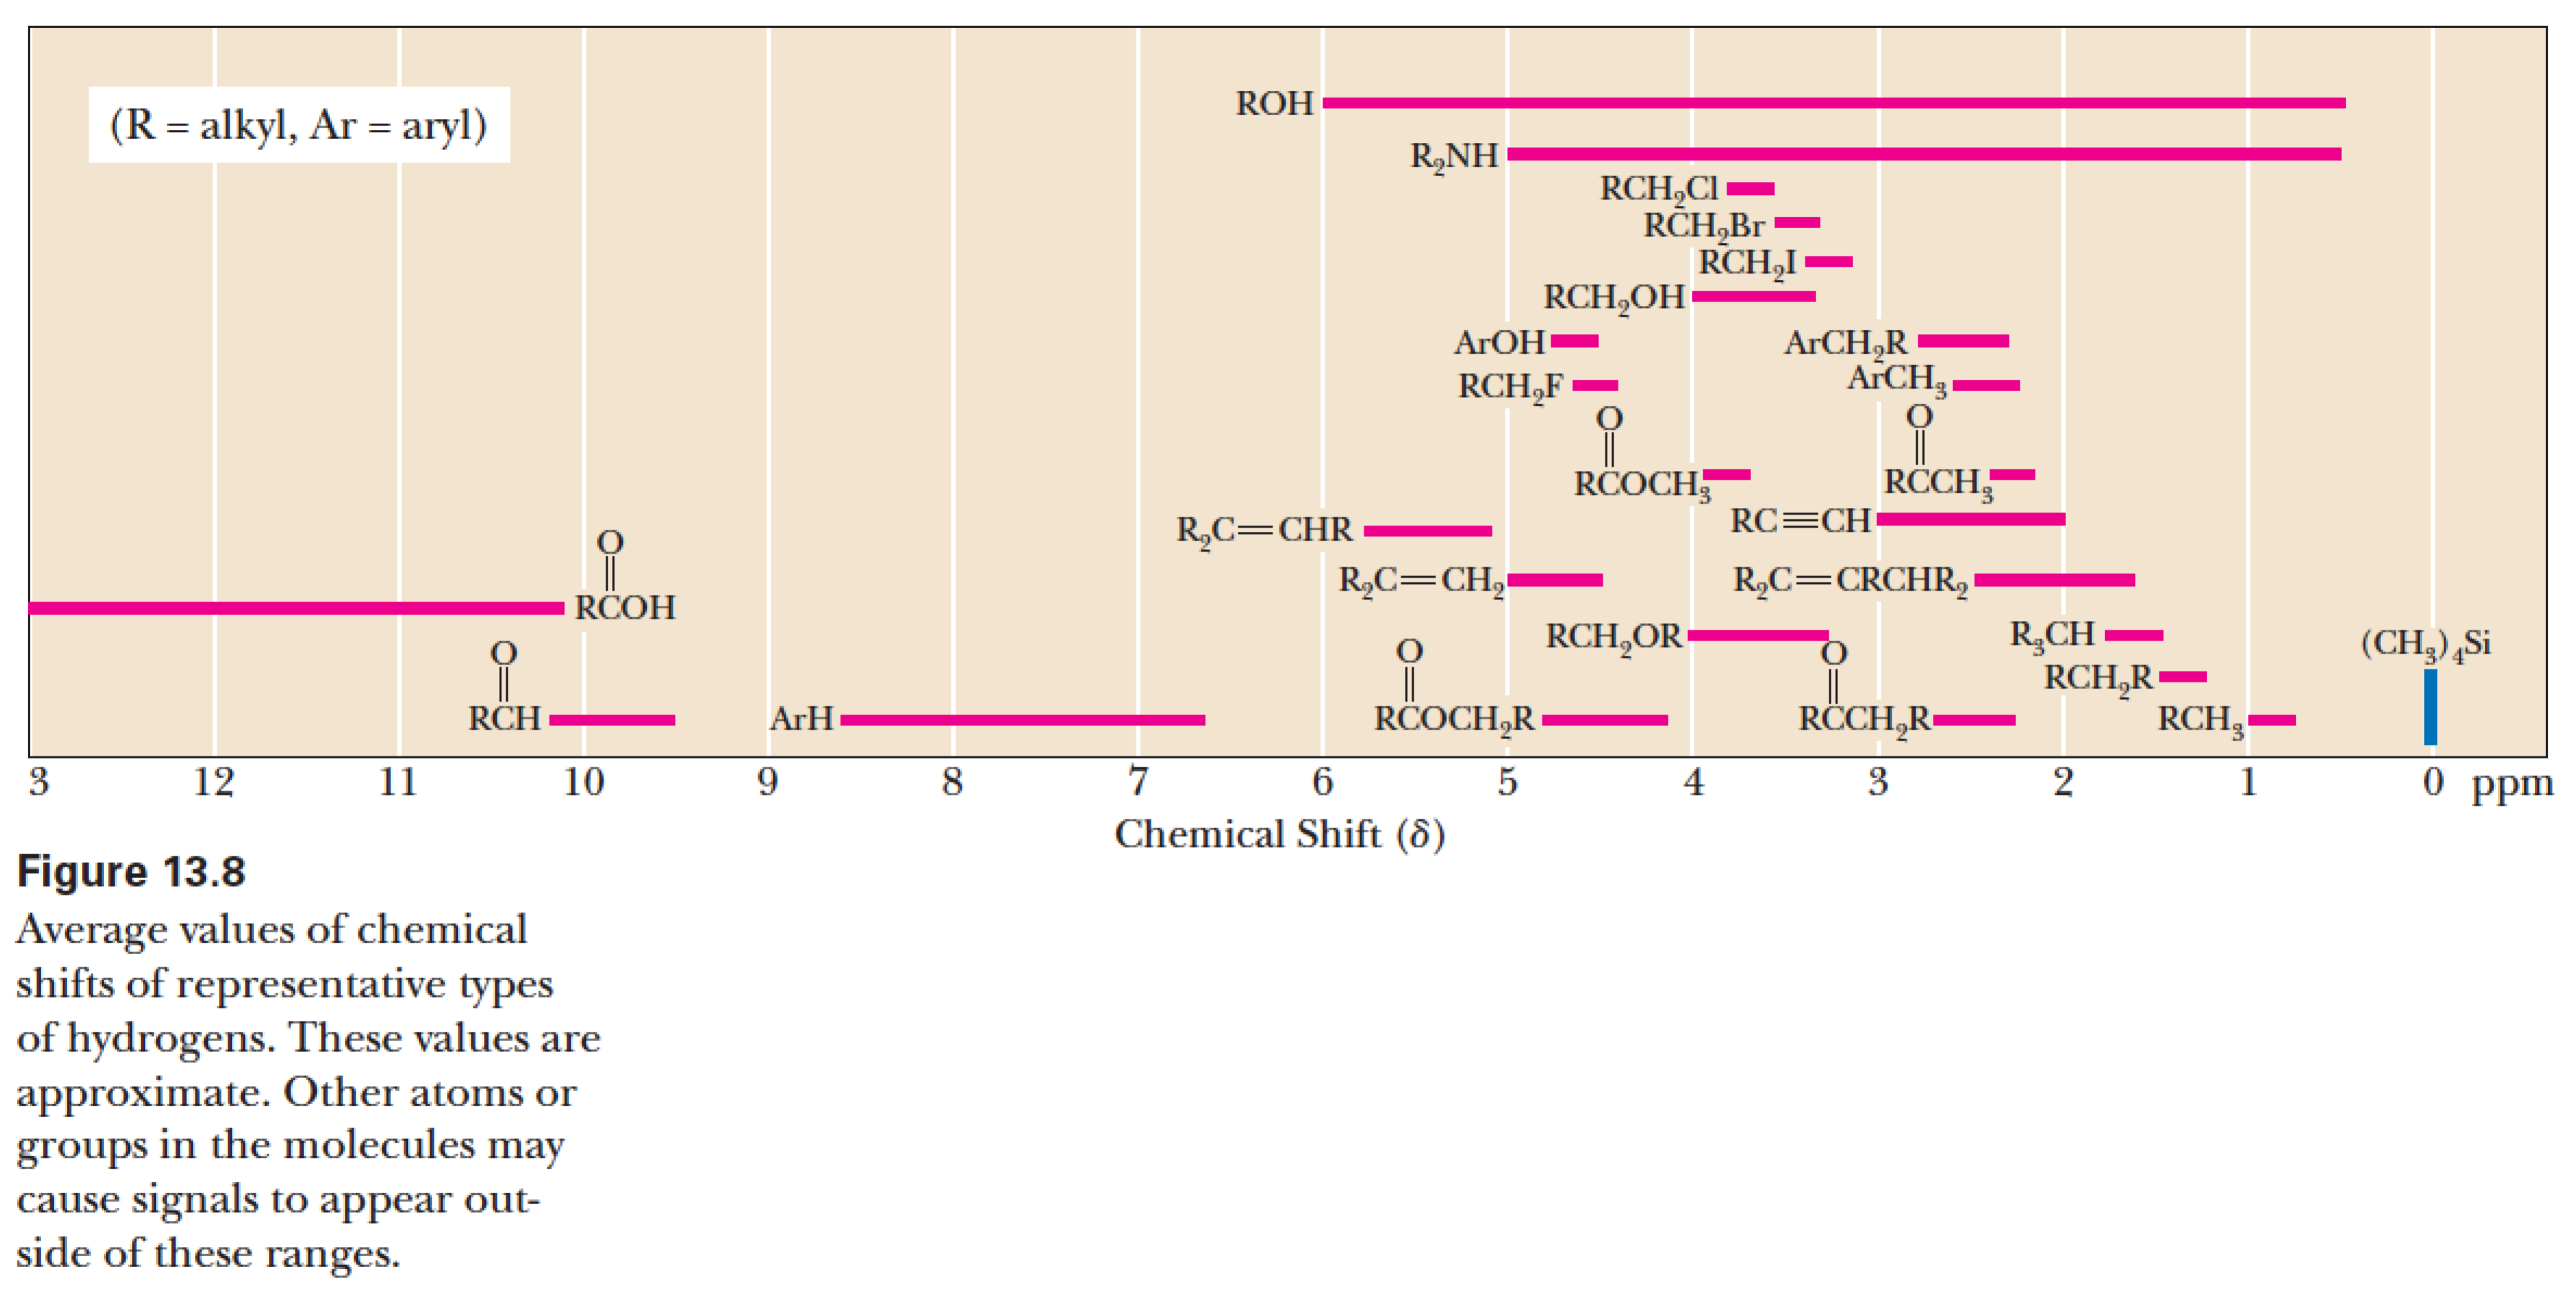 (R = alkyl, Ar = aryl)
ROH
R₂NH
RCH₂Cl
RCH₂Br
RCH₂I
RCH₂OH
ArOH
ArCH₂R
RCH₂F
ArCH₃
O
O
RCOCH₃
RCCH₃
RC≡CH
R₂C=CHR
O
R₂C=CH₂
R₂C=CRCHR₂
RCOH
RCH₂OR
R₃CH
(CH₃)₄Si
O
O
O
RCH₂R
RCH
ArH
RCOCH₂R
RCCH₂R
RCH₃
3 12 11 10 9 8 7 6 5 4 3 2 1 0 ppm
Chemical Shift (δ)
Figure 13.8
Average values of chemical
shifts of representative types
of hydrogens. These values are
approximate. Other atoms or
groups in the molecules may
cause signals to appear out-
side of these ranges.